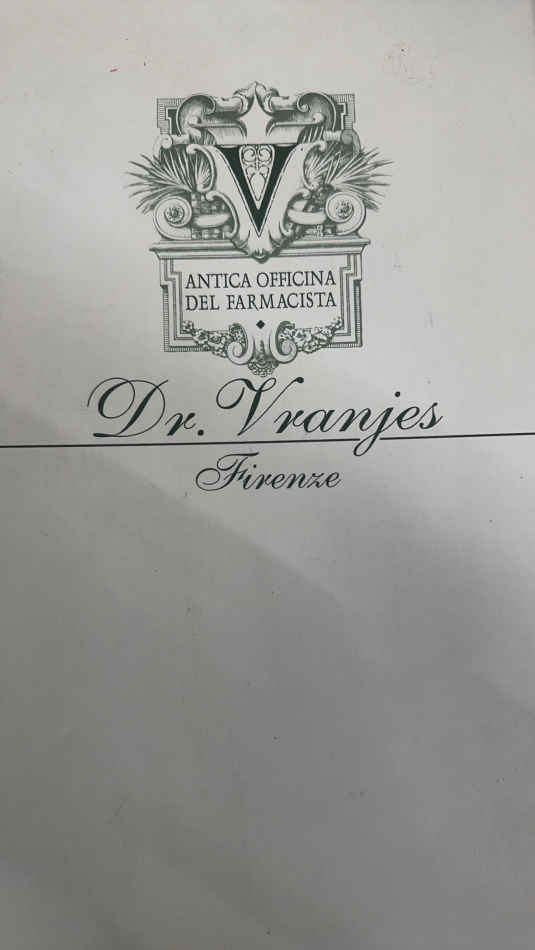 V
ANTICA OFFICINA
DEL FARMACISTA
Dr. Vranjes
Firenze